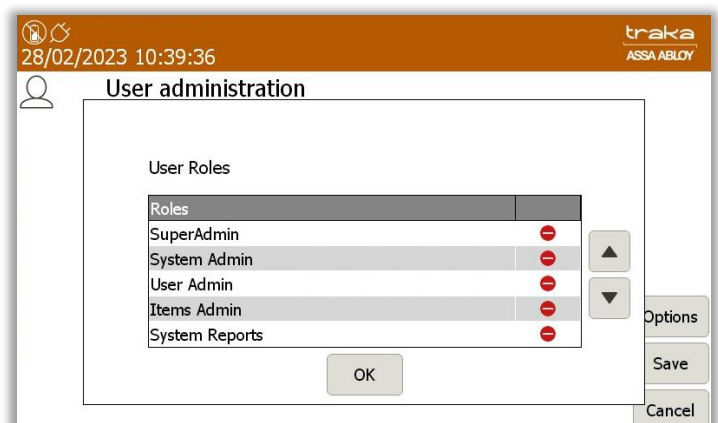 traka
28/02/2023 10:39:36
ASSA ABLOY
User administration
User Roles
Roles
SuperAdmin
System Admin
User Admin
Items Admin
System Reports
Options
OK
Save
Cancel